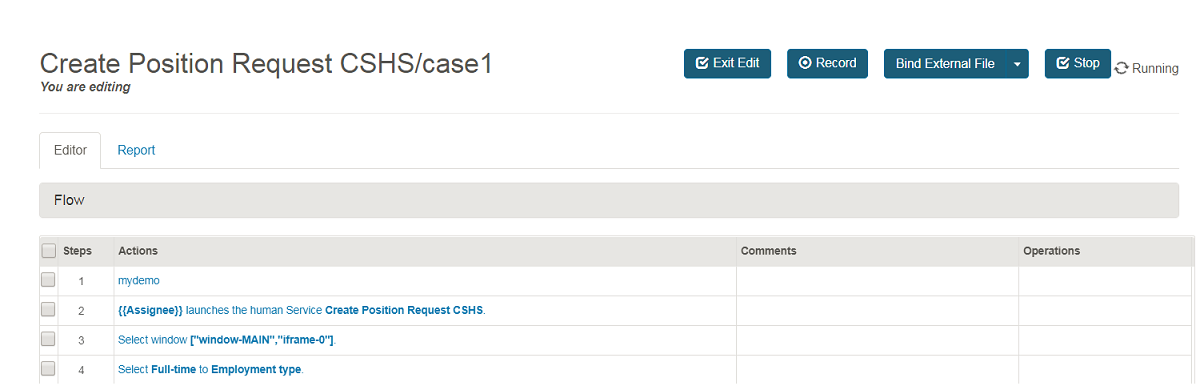 Create Position Request CSHS/case1
Exit Edit
Record
Bind External File
Stop
Running
You are editing
Editor
Report
Flow
Steps Actions Comments Operations
1 mydemo
2 {{Assignee}} launches the human Service Create Position Request CSHS.
3 Select window ["window-MAIN","iframe-0"].
4 Select Full-time to Employment type.